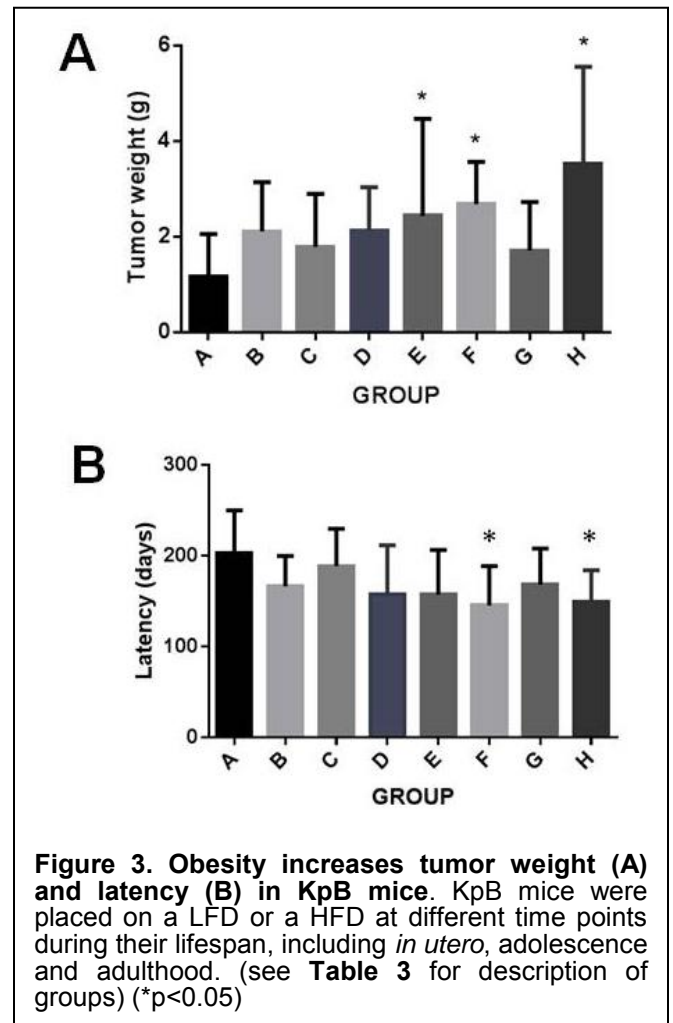 A
6
*
*
*
4
2
0
Tumor weight (g)
A B C D E F G H
GROUP
B
300
*
*
200
100
0
Latency (days)
A B C D E F G H
GROUP
Figure 3. Obesity increases tumor weight (A)
and latency (B) in KpB mice. KpB mice were
placed on a LFD or a HFD at different time points
during their lifespan, including in utero, adolescence
and adulthood. (see Table 3 for description of
groups) (*p<0.05)